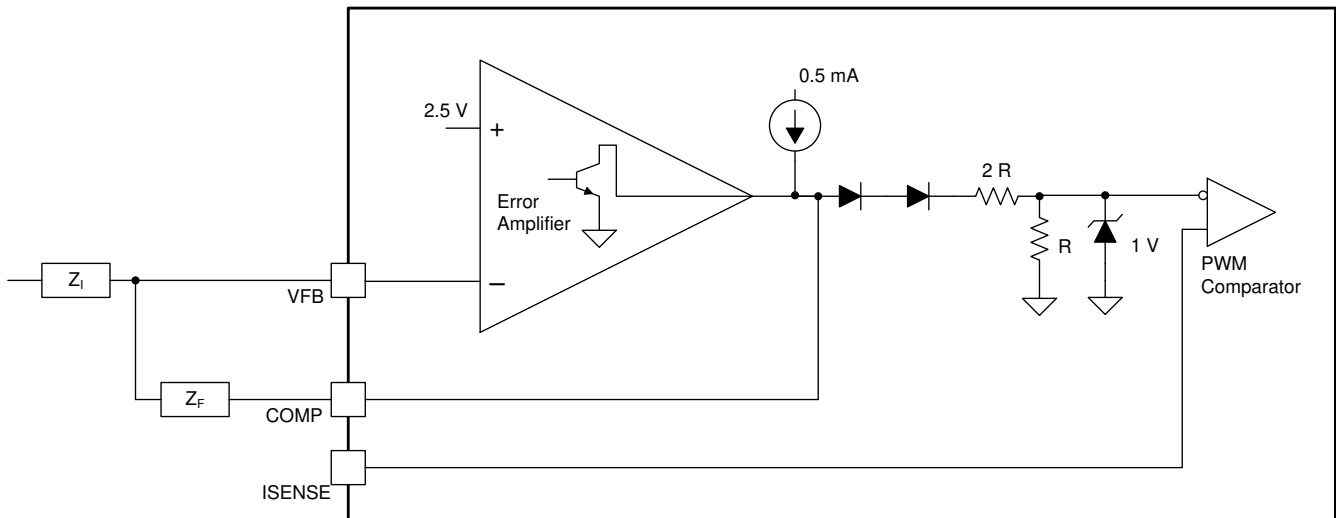 0.5 mA
2.5 V
+
2 R
Error
Amplifier
R
1 V
PWM
Comparator
Z_I
VFB
−
Z_F
COMP
ISENSE